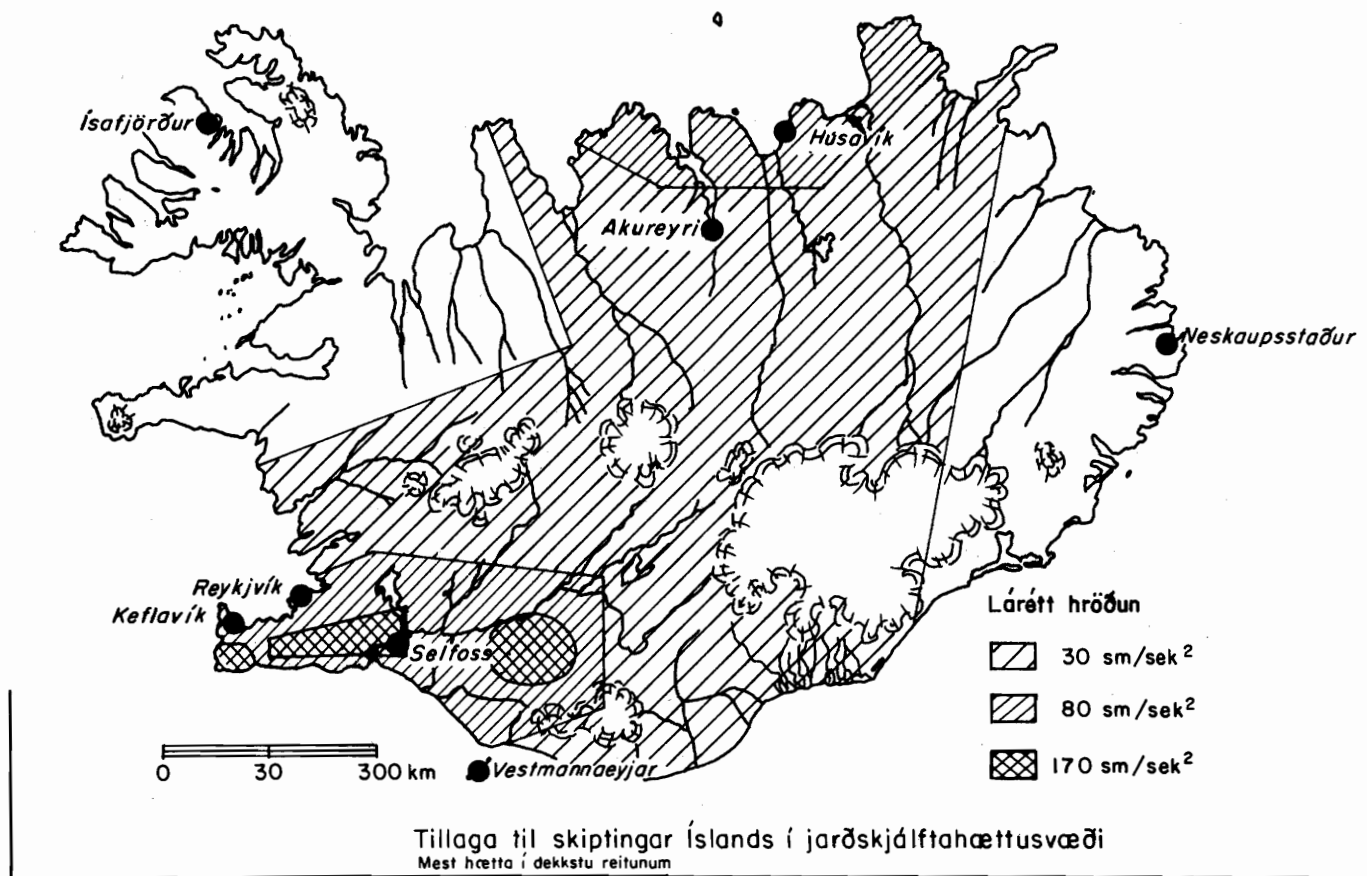 Ísafjörður
Húsavík
Akureyri
Neskaupsstaður
Reykjvík
Keflavík
Selfoss
Vestmannaeyjar
0 30 300 km
Lárétt hröðun
30 sm/sek²
80 sm/sek²
170 sm/sek²
Tillaga til skiptingar Íslands í jarðskjálftahættusvæði
Mest hætta í dekkstu reitunum